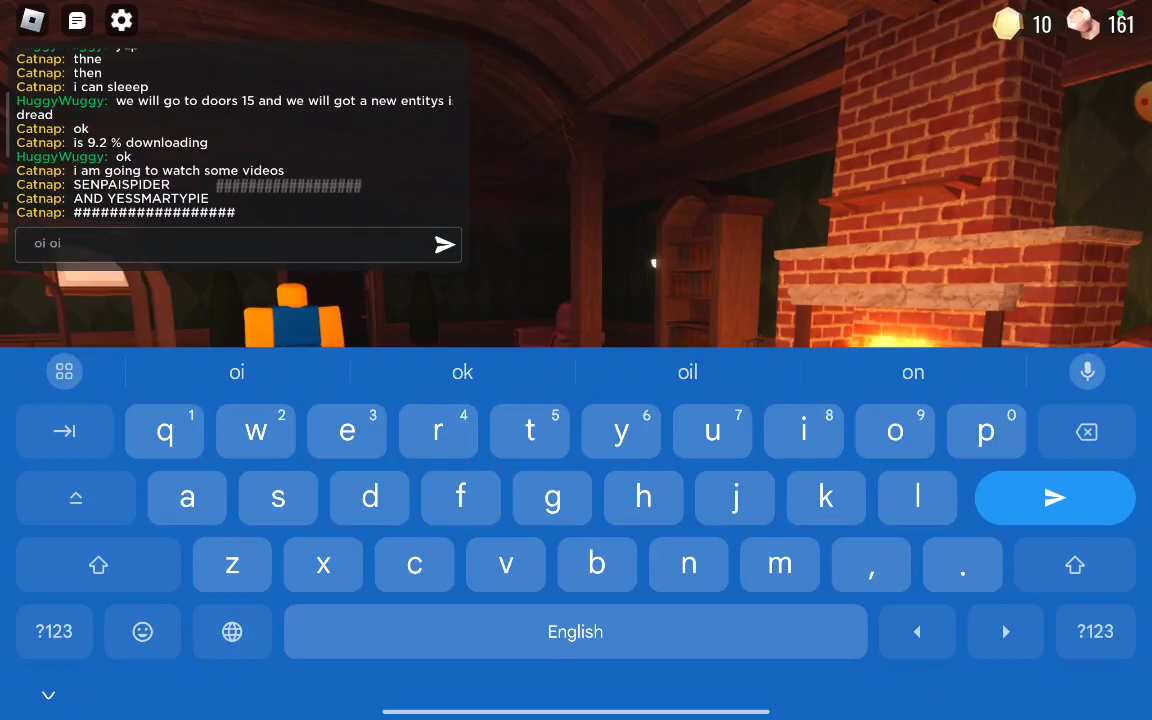 10
161
Catnap: thne
Catnap: then
Catnap: i can sleeep
HuggyWuggy: we will go to doors 15 and we will got a new entitys i
dread
Catnap: ok
Catnap: is 9.2 % downloading
HuggyWuggy: ok
Catnap: i am going to watch some videos
Catnap: SENPAISPIDER #################
Catnap: AND YESSMARTYPIE
Catnap: ##################
oi oi
oi ok oil on
q 1 w 2 e 3 r 4 t 5 y 6 u 7 i 8 o 9 p 0
a s d f g h j k l
z x c v b n m , .
?123 English ?123